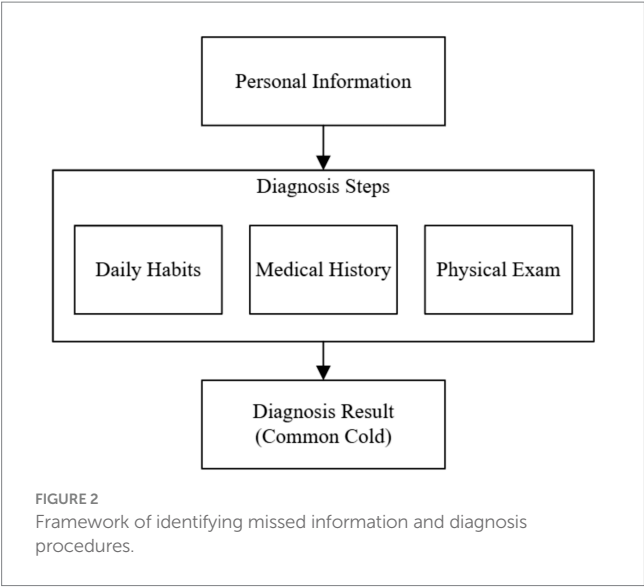 Personal Information
Diagnosis Steps
Daily Habits
Medical History
Physical Exam
Diagnosis Result
(Common Cold)
FIGURE 2
Framework of identifying missed information and diagnosis
procedures.